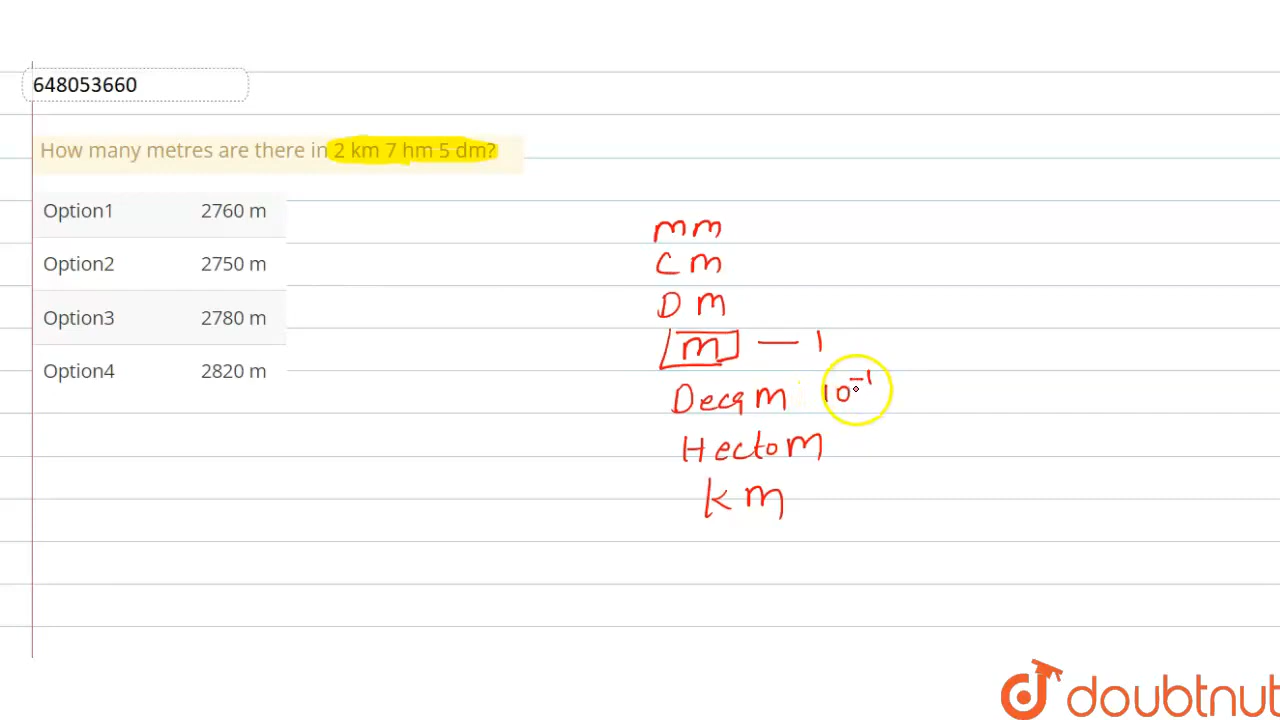 648053660
How many metres are there in 2 km 7 hm 5 dm?
Option1 2760 m
Option2 2750 m
Option3 2780 m
Option4 2820 m
mm
cm
Dm
m — 1
Decam 10⁻¹
Hectom
km
doubtnut